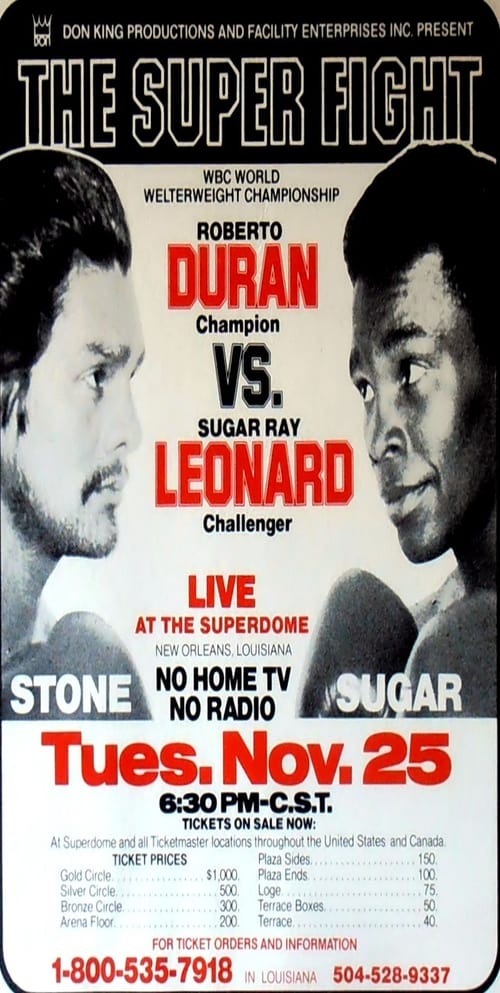 DON
DON KING PRODUCTIONS AND FACILITY ENTERPRISES INC. PRESENT
THE SUPER FIGHT
WBC WORLD
WELTERWEIGHT CHAMPIONSHIP
ROBERTO
DURAN
Champion
VS.
SUGAR RAY
LEONARD
Challenger
LIVE
AT THE SUPERDOME
NEW ORLEANS, LOUISIANA
NO HOME TV
NO RADIO
STONE
SUGAR
Tues. Nov. 25
6:30 PM-C.S.T.
TICKETS ON SALE NOW:
At Superdome and all Ticketmaster locations throughout the United States and Canada.
TICKET PRICES
Gold Circle. . . . . . . . . . . . . . . . $1,000.
Silver Circle. . . . . . . . . . . . . . . . 500.
Bronze Circle. . . . . . . . . . . . . . . 300.
Arena Floor. . . . . . . . . . . . . . . . 200.
Plaza Sides. . . . . . . . . . . . . . . . 150.
Plaza Ends. . . . . . . . . . . . . . . . 100.
Loge. . . . . . . . . . . . . . . . . . . . . 75.
Terrace Boxes. . . . . . . . . . . . . . 50.
Terrace. . . . . . . . . . . . . . . . . . . 40.
FOR TICKET ORDERS AND INFORMATION
1-800-535-7918 IN LOUISIANA 504-528-9337